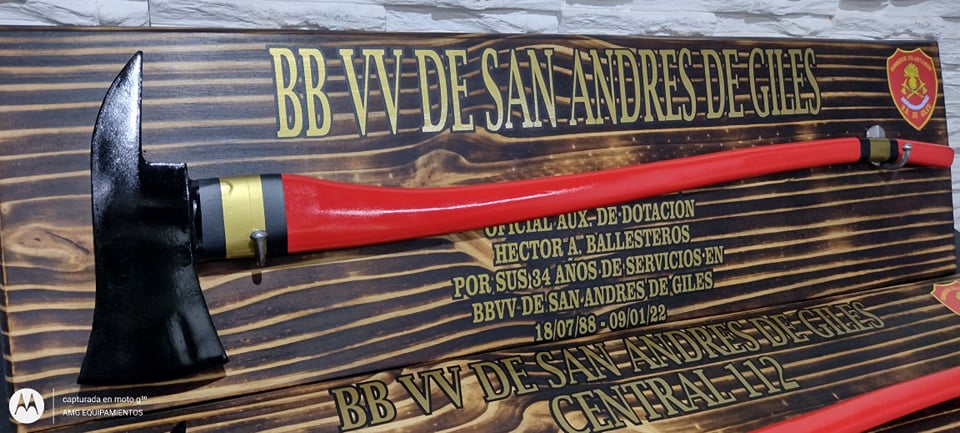 BB VV DE SAN ANDRES DE GILES
OFICIAL AUX. DE DOTACION
HECTOR A. BALLESTEROS
POR SUS 34 AÑOS DE SERVICIOS EN
BBVV DE SAN ANDRES DE GILES
18/07/88 - 09/01/22
BB VV DE SAN ANDRES DE GILES
CENTRAL 112
capturada en moto g³⁰
AMG EQUIPAMIENTOS